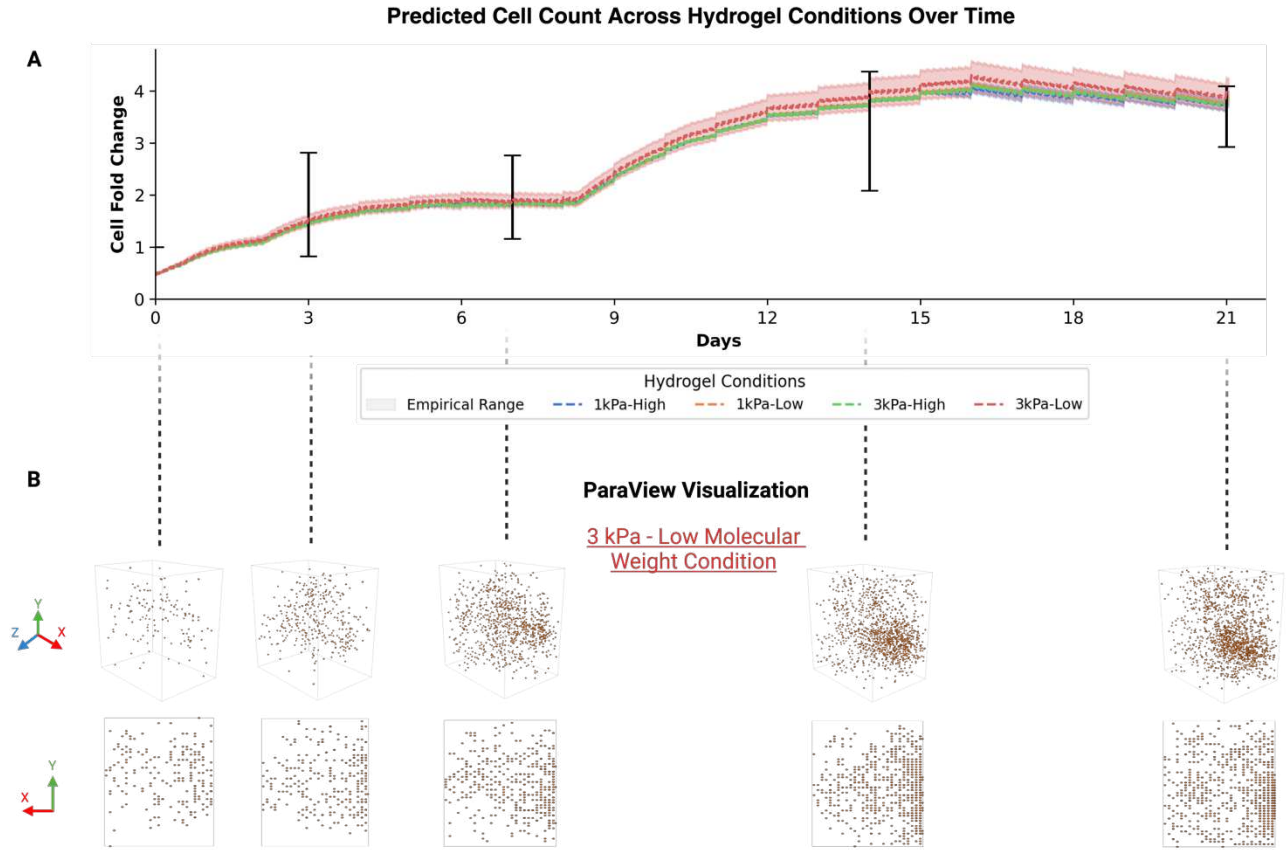 Predicted Cell Count Across Hydrogel Conditions Over Time
A
Cell Fold Change
4
3
2
1
0
0 3 6 9 12 15 18 21
Days
Hydrogel Conditions
Empirical Range 1kPa-High 1kPa-Low 3kPa-High 3kPa-Low
B
ParaView Visualization
3 kPa - Low Molecular
Weight Condition
Y
Z X
Y
X